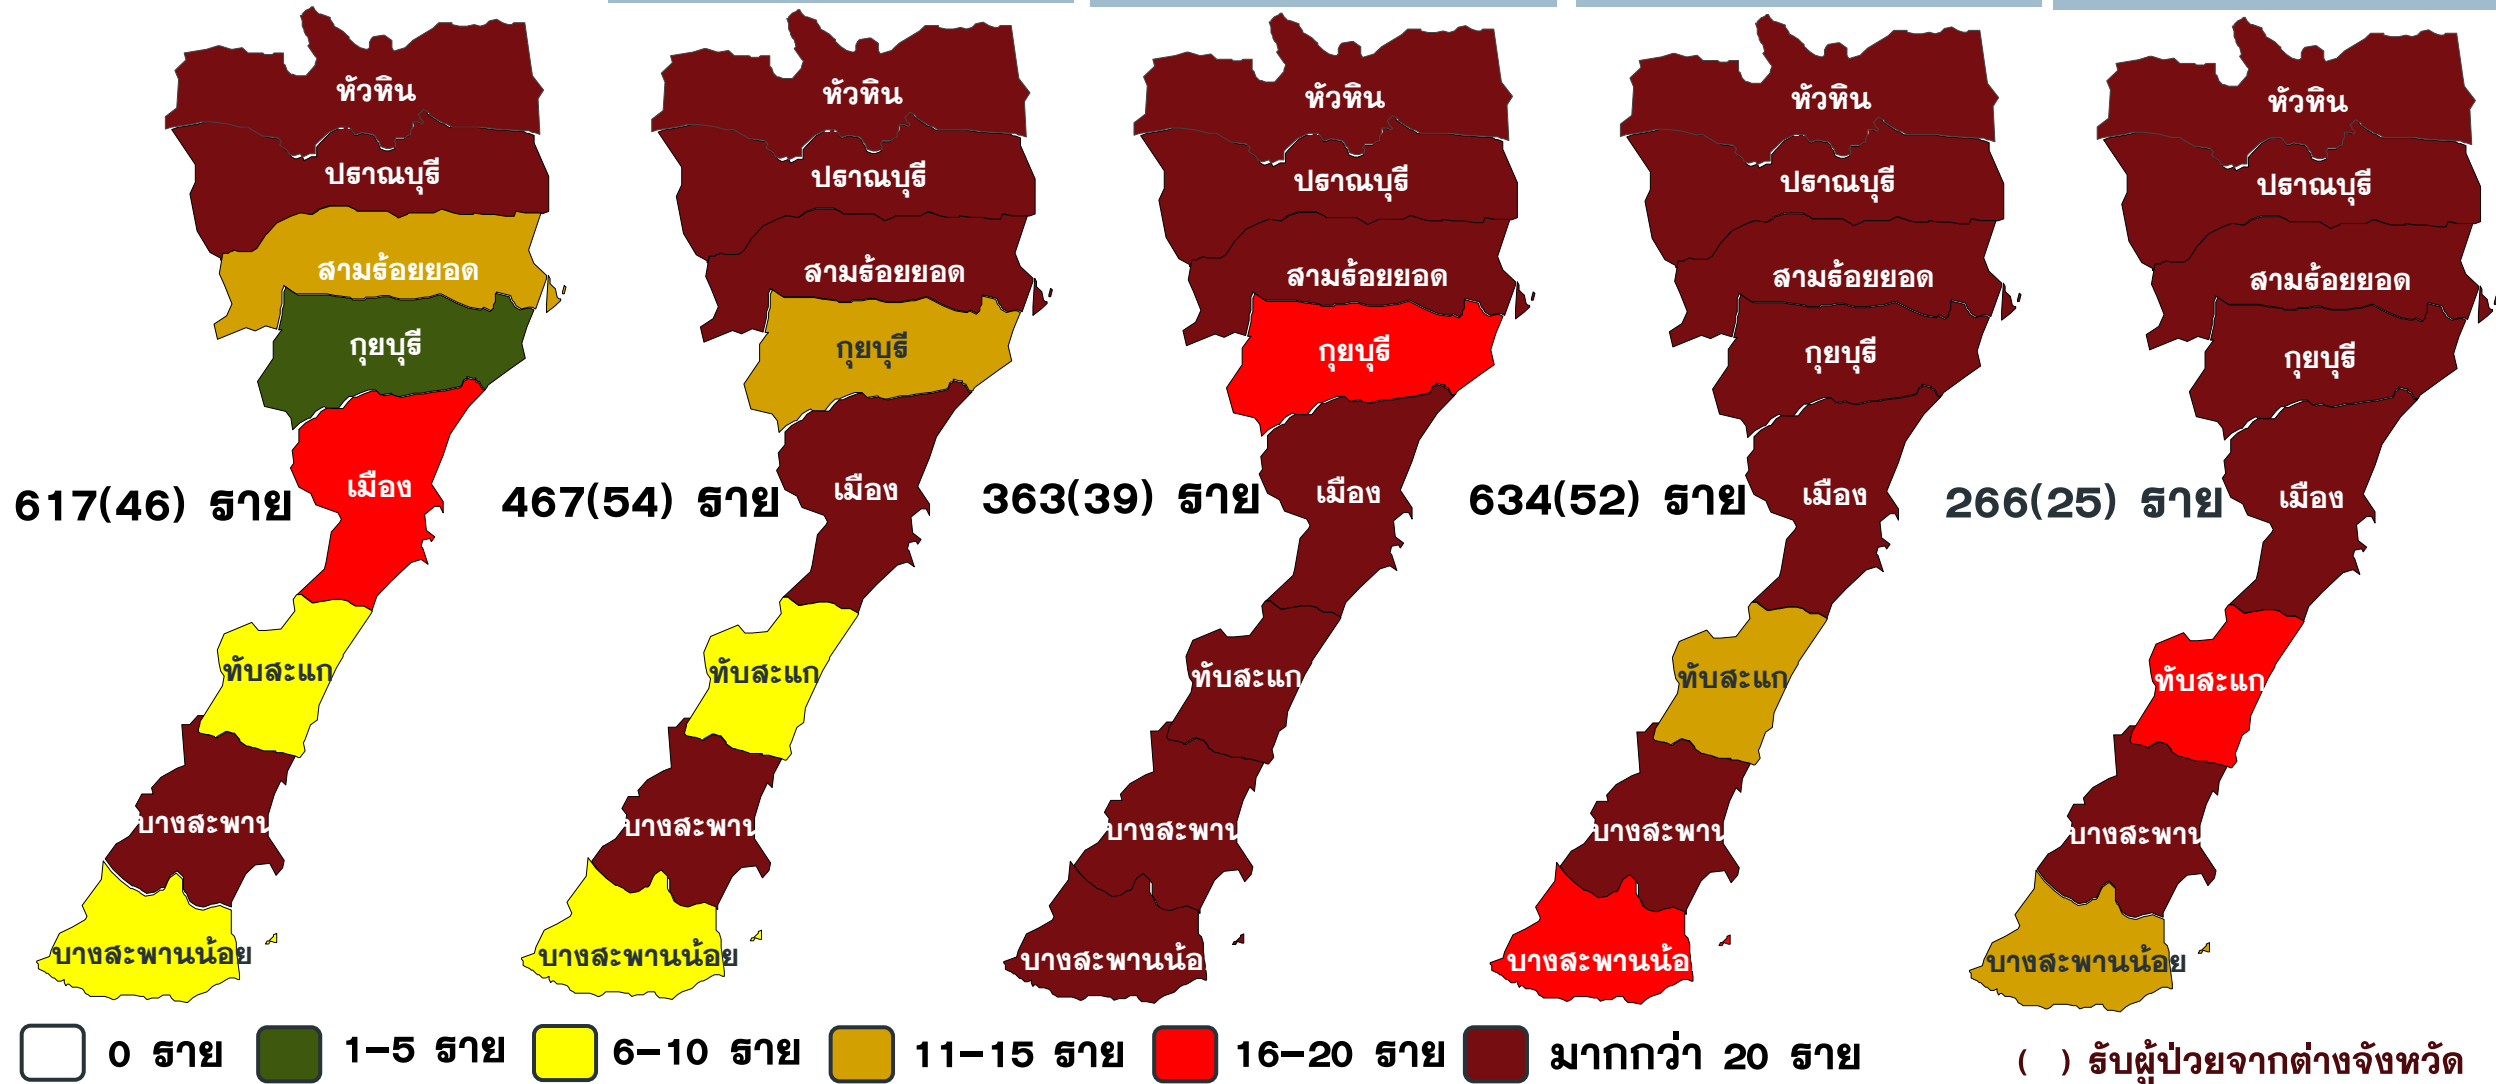 หัวหิน
ปราณบุรี
สามร้อยยอด
กุยบุรี
เมือง
617(46) ราย
ทับสะแก
บางสะพาน
บางสะพานน้อย
หัวหิน
ปราณบุรี
สามร้อยยอด
กุยบุรี
เมือง
467(54) ราย
ทับสะแก
บางสะพาน
บางสะพานน้อย
หัวหิน
ปราณบุรี
สามร้อยยอด
กุยบุรี
เมือง
363(39) ราย
ทับสะแก
บางสะพาน
บางสะพานน้อ
หัวหิน
ปราณบุรี
สามร้อยยอด
กุยบุรี
เมือง
634(52) ราย
ทับสะแก
บางสะพาน
บางสะพานน้อ
หัวหิน
ปราณบุรี
สามร้อยยอด
กุยบุรี
เมือง
266(25) ราย
ทับสะแก
บางสะพาน
บางสะพานน้อย
0 ราย 1-5 ราย 6-10 ราย 11-15 ราย 16-20 ราย มากกว่า 20 ราย ( ) รับผู้ป่วยจากต่างจังหวัด